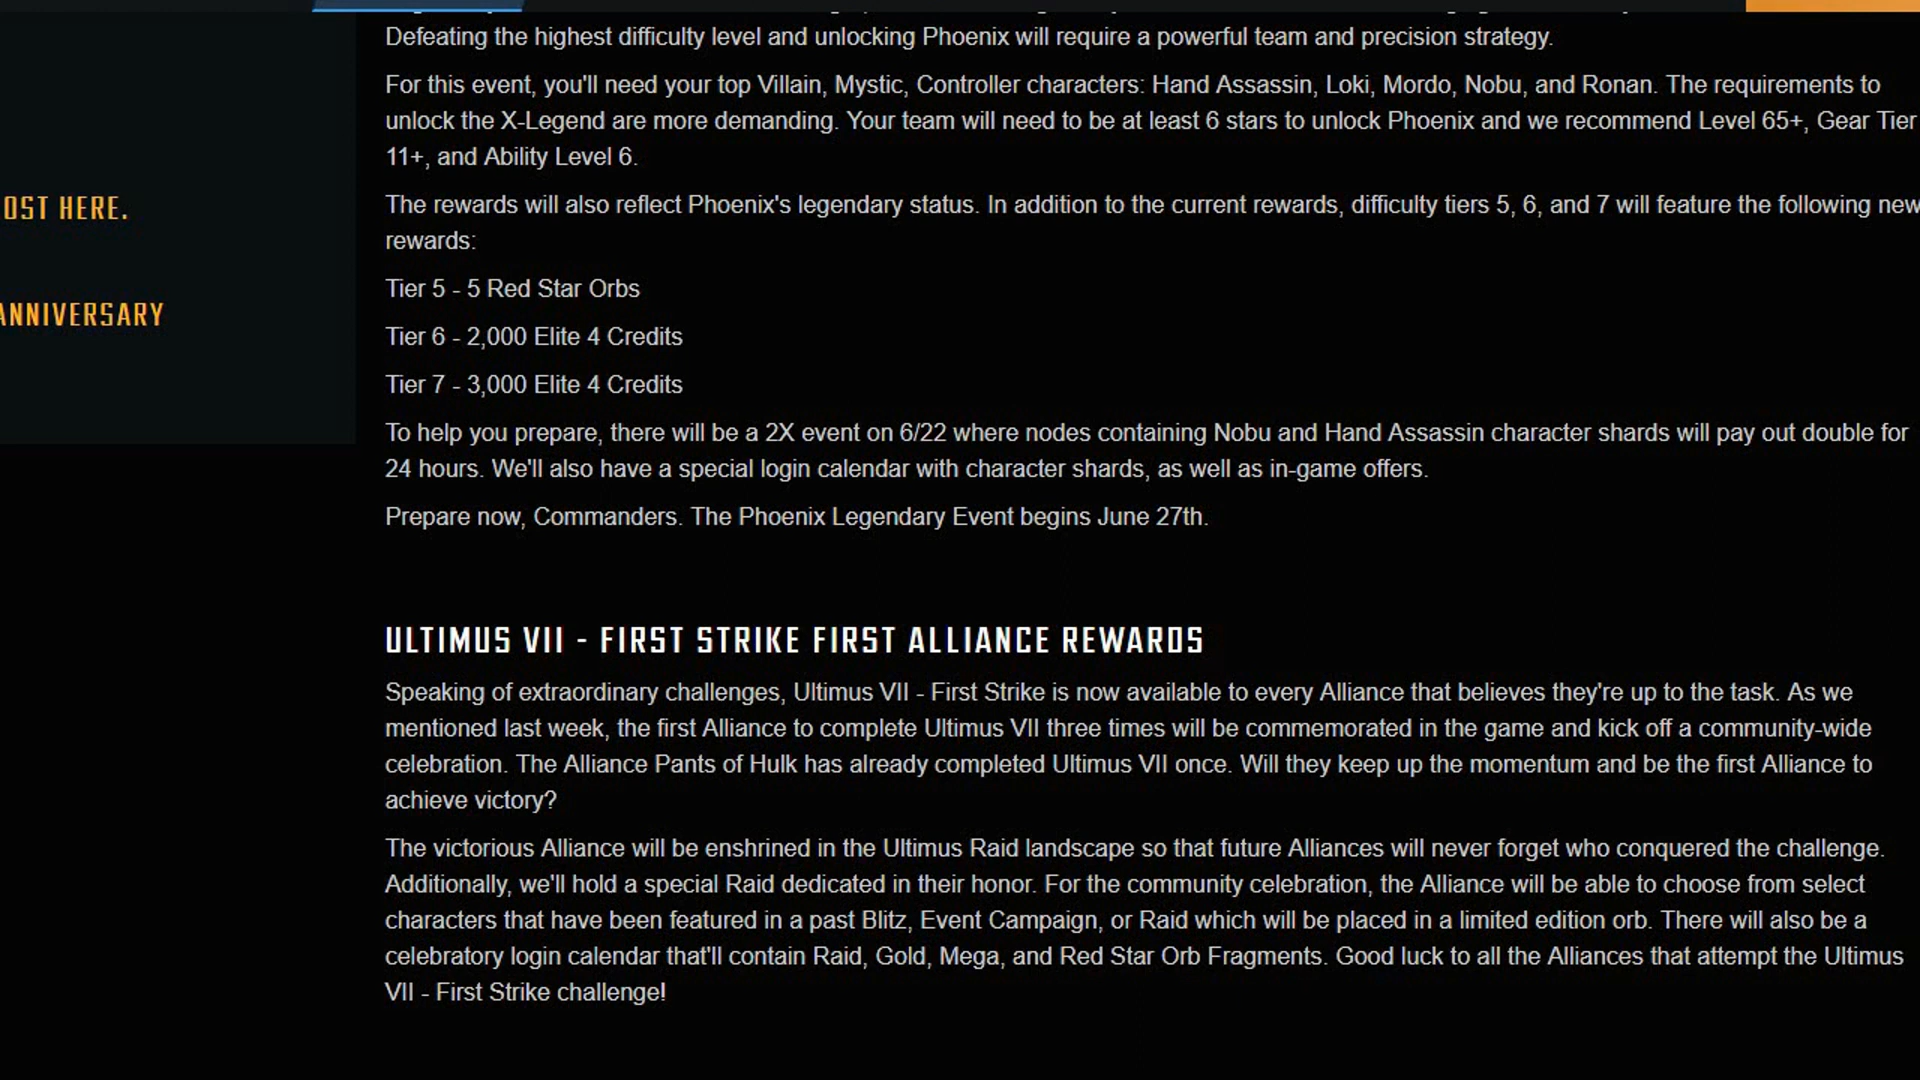 Defeating the highest difficulty level and unlocking Phoenix will require a powerful team and precision strategy.
For this event, you'll need your top Villain, Mystic, Controller characters: Hand Assassin, Loki, Mordo, Nobu, and Ronan. The requirements to
unlock the X-Legend are more demanding. Your team will need to be at least 6 stars to unlock Phoenix and we recommend Level 65+, Gear Tier
11+, and Ability Level 6.
OST HERE.
The rewards will also reflect Phoenix's legendary status. In addition to the current rewards, difficulty tiers 5, 6, and 7 will feature the following new
rewards:
Tier 5 - 5 Red Star Orbs
ANNIVERSARY
Tier 6 - 2,000 Elite 4 Credits
Tier 7 - 3,000 Elite 4 Credits
To help you prepare, there will be a 2X event on 6/22 where nodes containing Nobu and Hand Assassin character shards will pay out double for
24 hours. We'll also have a special login calendar with character shards, as well as in-game offers.
Prepare now, Commanders. The Phoenix Legendary Event begins June 27th.
ULTIMUS VII - FIRST STRIKE FIRST ALLIANCE REWARDS
Speaking of extraordinary challenges, Ultimus VII - First Strike is now available to every Alliance that believes they're up to the task. As we
mentioned last week, the first Alliance to complete Ultimus VII three times will be commemorated in the game and kick off a community-wide
celebration. The Alliance Pants of Hulk has already completed Ultimus VII once. Will they keep up the momentum and be the first Alliance to
achieve victory?
The victorious Alliance will be enshrined in the Ultimus Raid landscape so that future Alliances will never forget who conquered the challenge.
Additionally, we'll hold a special Raid dedicated in their honor. For the community celebration, the Alliance will be able to choose from select
characters that have been featured in a past Blitz, Event Campaign, or Raid which will be placed in a limited edition orb. There will also be a
celebratory login calendar that'll contain Raid, Gold, Mega, and Red Star Orb Fragments. Good luck to all the Alliances that attempt the Ultimus
VII - First Strike challenge!